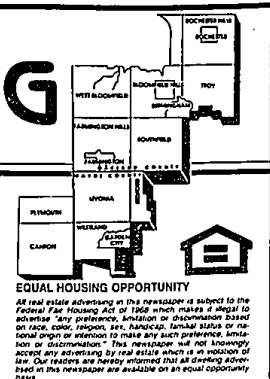 ROCHESTER HILLS
ROCHESTER
G
WEST BLOOMFIELD
BLOOMFIELD HILLS
TROY
BIRMINGHAM
FARMINGTON HILLS
SOUTHFIELD
FARMINGTON
OAKLAND COUNTY
WAYNE COUNTY
LIVONIA
PLYMOUTH
WESTLAND
GARDEN CITY
CANTON
EQUAL HOUSING OPPORTUNITY
All real estate advertising in this newspaper is subject to the
Federal Fair Housing Act of 1968 which makes it illegal to
advertise "any preference, limitation or discrimination based
on race, color, religion, sex, handicap, familial status or na-
tional origin or intention to make any such preference, limita-
tion or discrimination." This newspaper will not knowingly
accept any advertising for real estate which is in violation of
law. Our readers are hereby informed that all dwelling adver-
tised in this newspaper are available on an equal opportunity
basis